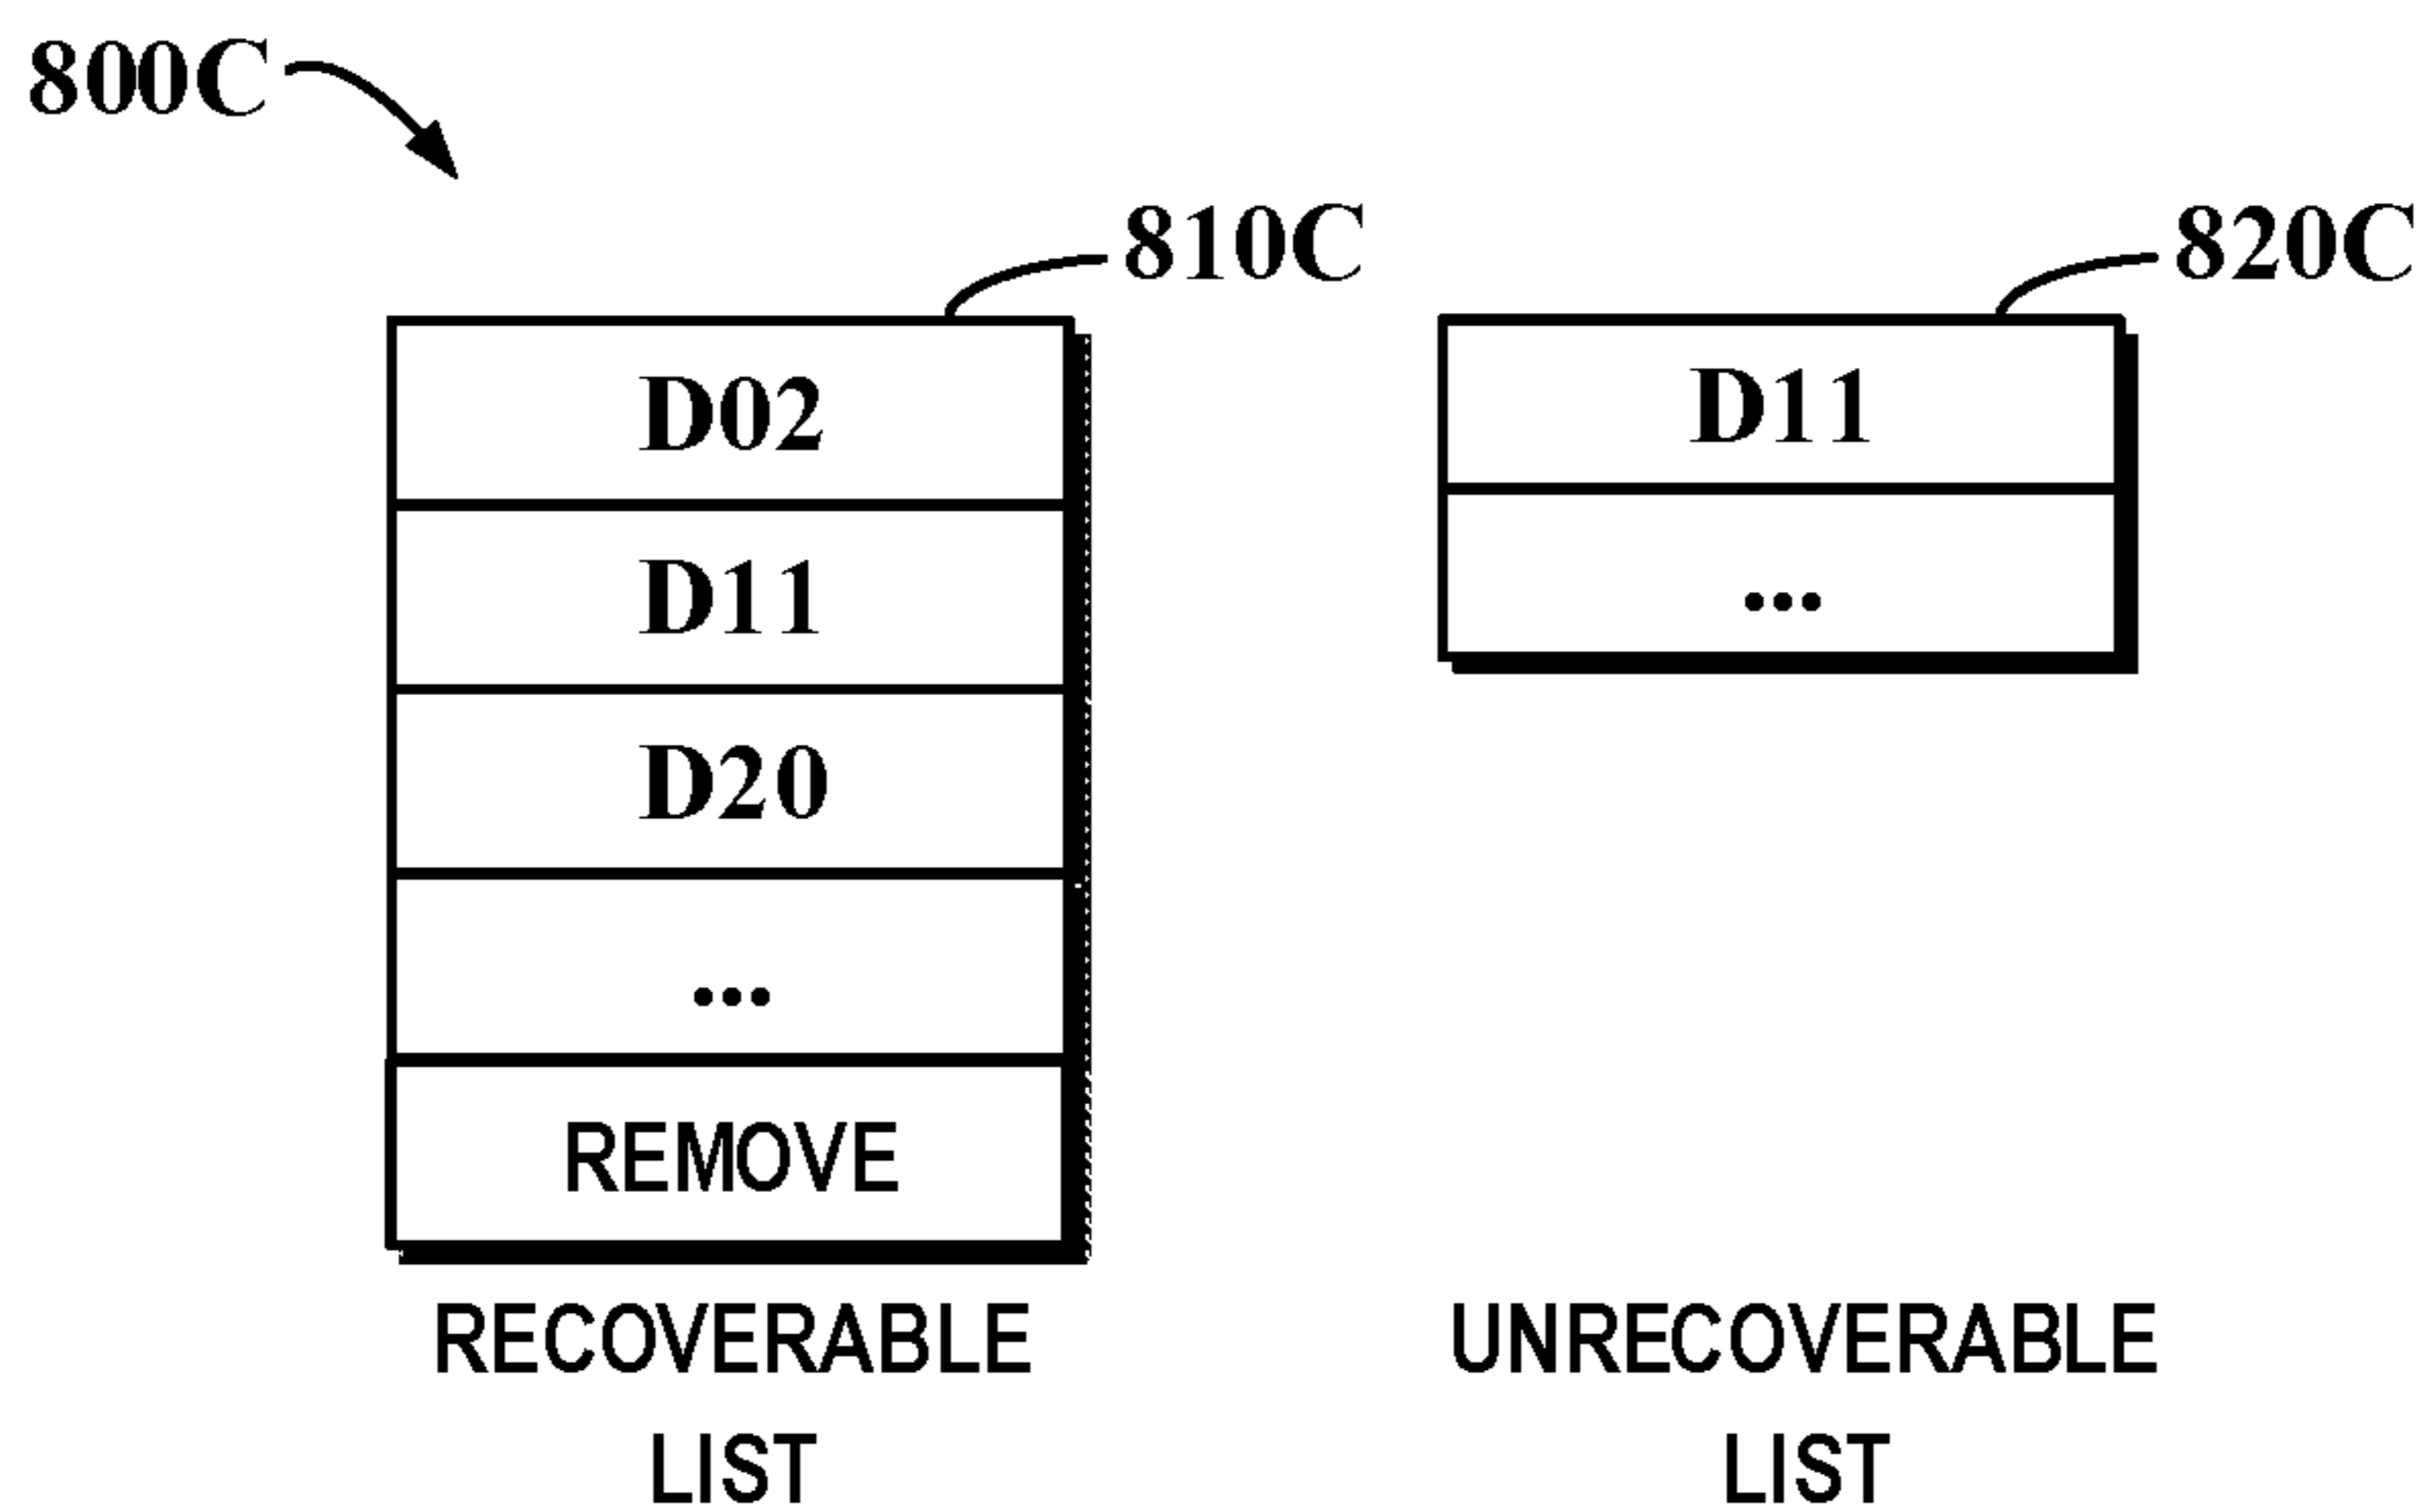 800C
810C
820C
D02
D11
D20
...
REMOVE
RECOVERABLE
LIST
D11
...
UNRECOVERABLE
LIST